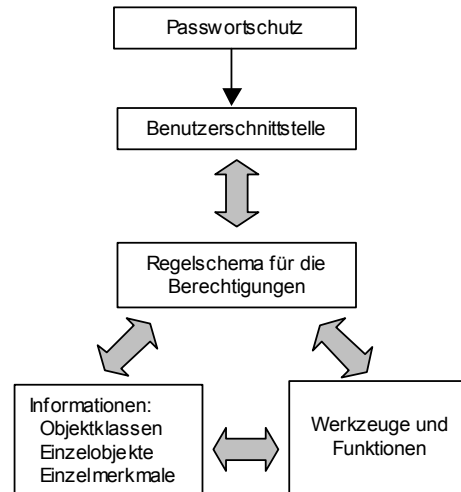 Passwortschutz
Benutzerschnittstelle
Regelschema für die
Berechtigungen
Informationen:
Objektklassen
Einzelobjekte
Einzelmerkmale
Werkzeuge und
Funktionen